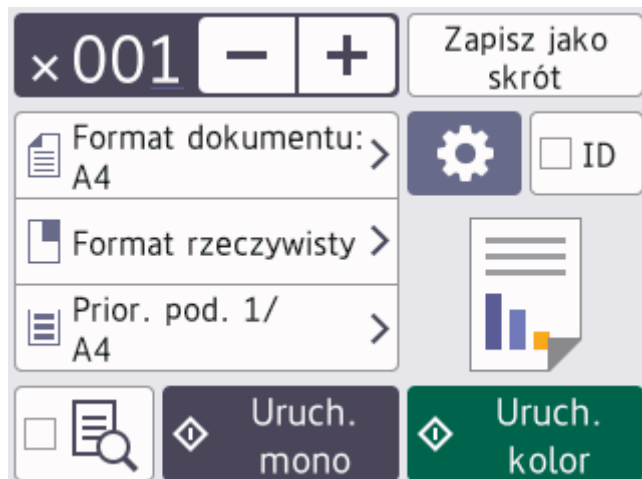 ×001 − +
Zapisz jako
skrót
Format dokumentu:
A4
ID
Format rzeczywisty
Prior. pod. 1/
A4
Uruch.
mono
Uruch.
kolor